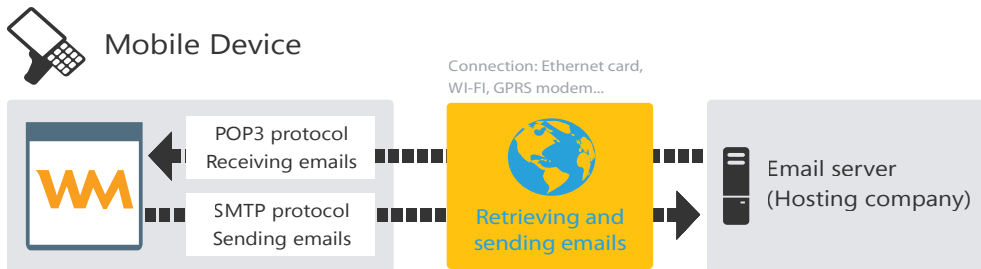 Mobile Device
Connection: Ethernet card,
WI-FI, GPRS modem...
POP3 protocol
Receiving emails
WM
SMTP protocol
Sending emails
Retrieving and
sending emails
Email server
(Hosting company)